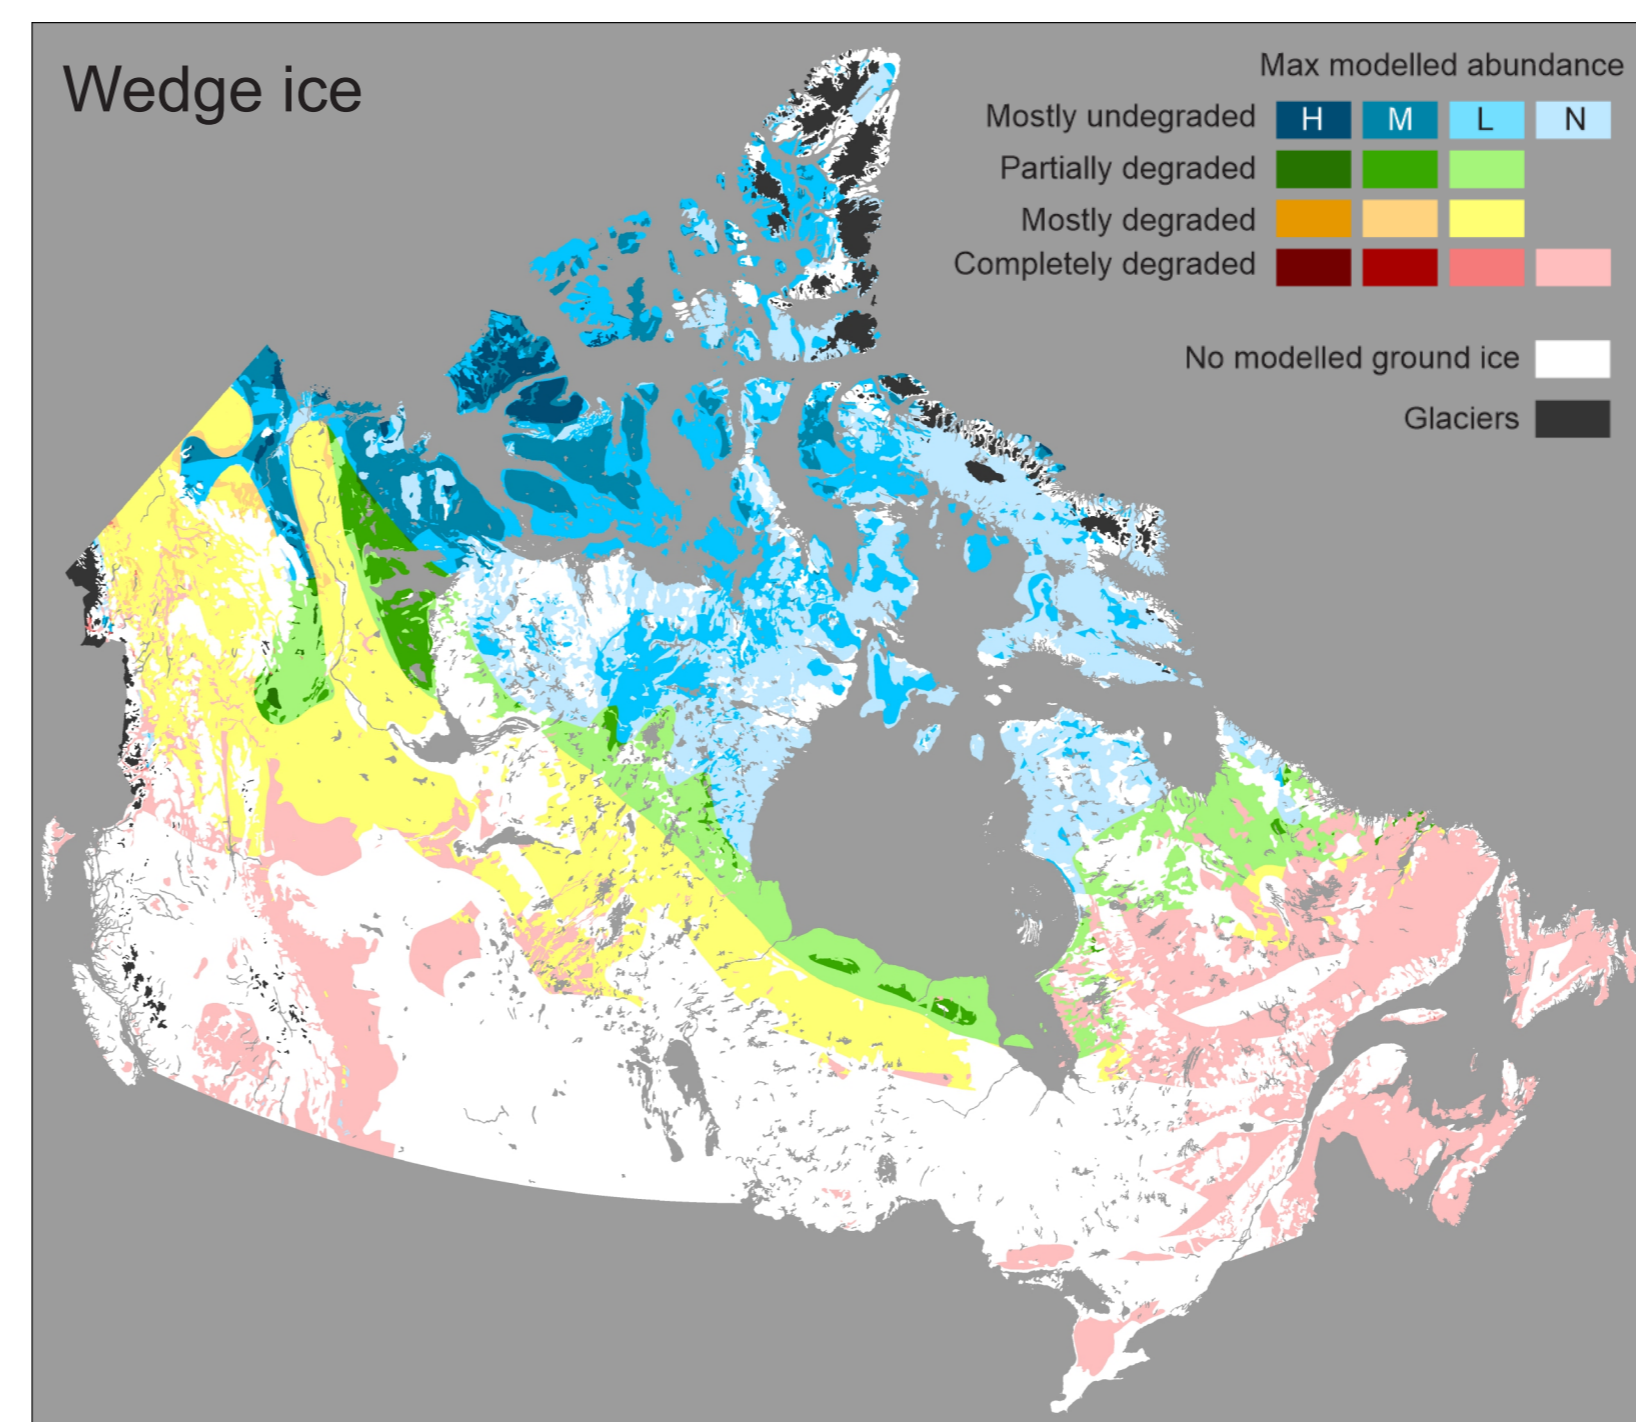 Wedge ice
Max modelled abundance
Mostly undegraded H M L N
Partially degraded
Mostly degraded
Completely degraded
No modelled ground ice
Glaciers